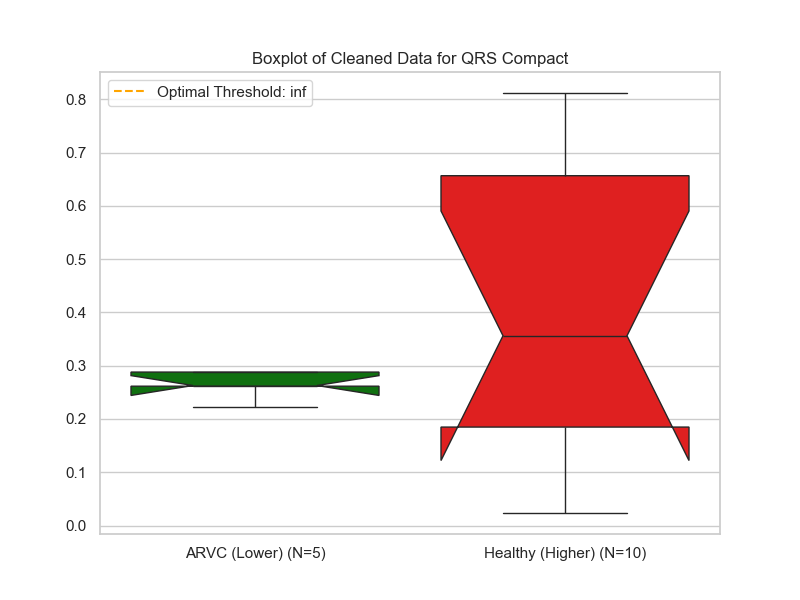 Boxplot of Cleaned Data for QRS Compact
Optimal Threshold: inf
0.8
0.7
0.6
0.5
0.4
0.3
0.2
0.1
0.0
ARVC (Lower) (N=5)
Healthy (Higher) (N=10)